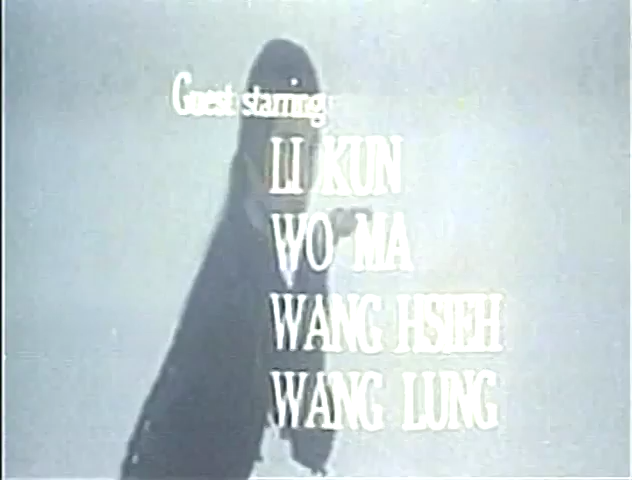 Guest starring
LI KUN
WO MA
WANG HSIEH
WANG LUNG